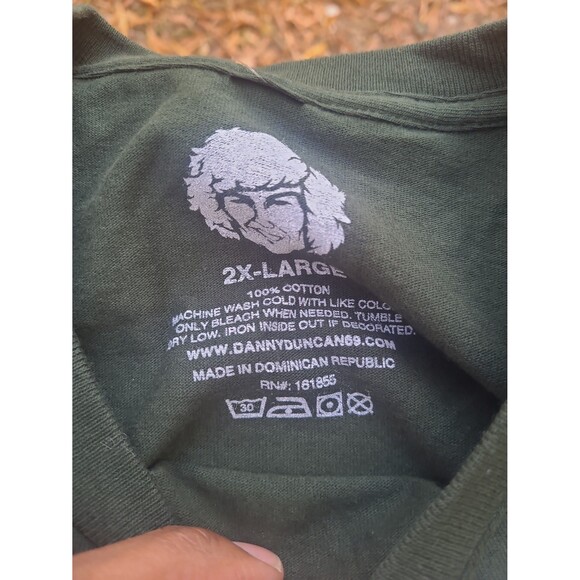 2X-LARGE
100% COTTON
MACHINE WASH COLD WITH LIKE COLO
ONLY BLEACH WHEN NEEDED. TUMBLE
DRY LOW. IRON INSIDE OUT IF DECORATED.
WWW.DANNYDUNCAN69.COM
MADE IN DOMINICAN REPUBLIC
RN#: 161855
30